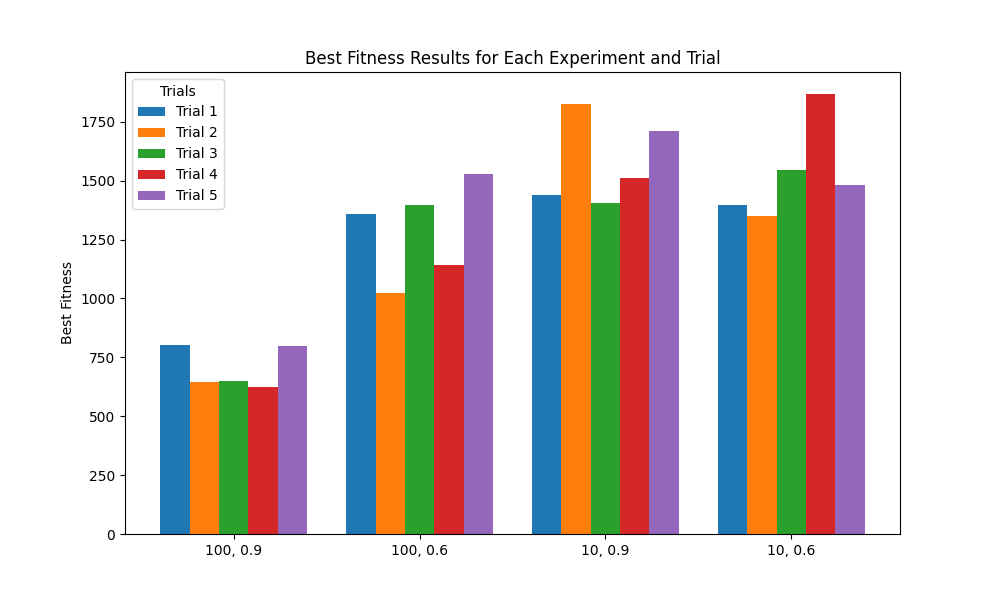 Best Fitness Results for Each Experiment and Trial
Trials
Trial 1
Trial 2
Trial 3
Trial 4
Trial 5
Best Fitness
1750
1500
1250
1000
750
500
250
0
100, 0.9
100, 0.6
10, 0.9
10, 0.6